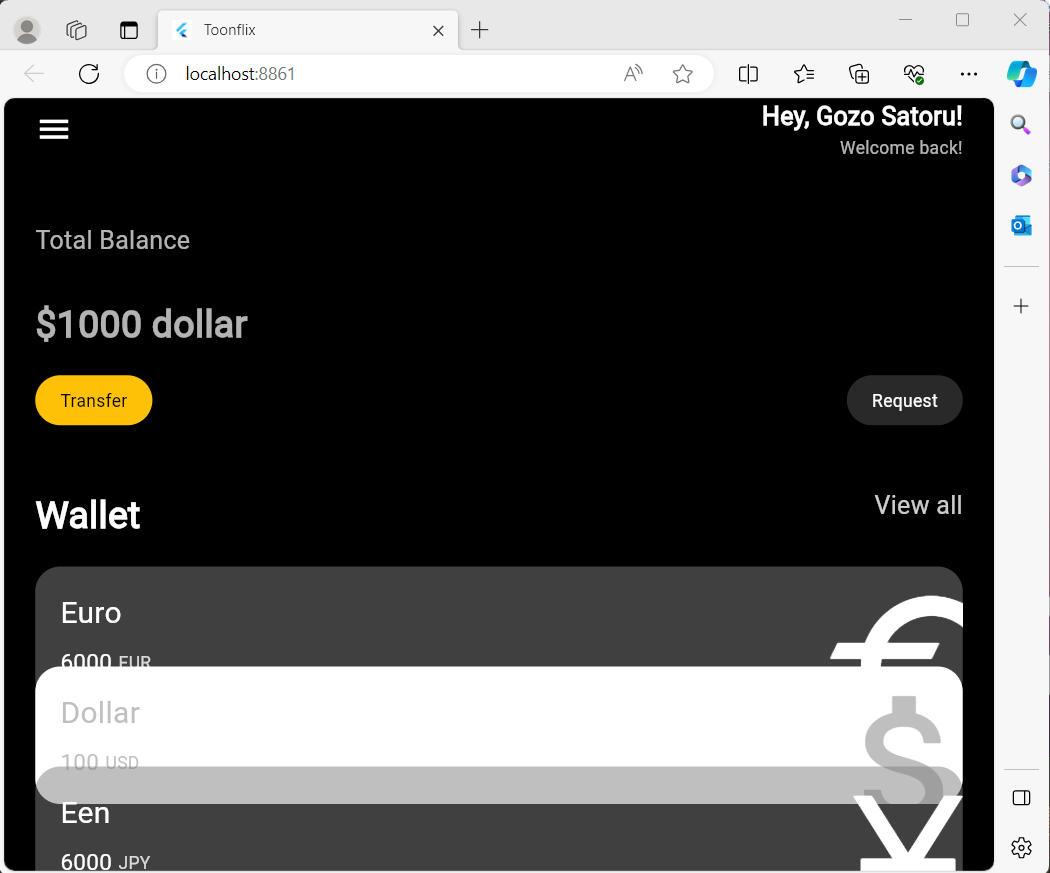 Toonflix
localhost:8861
Hey, Gozo Satoru!
Welcome back!
Total Balance
$1000 dollar
Transfer
Request
Wallet
View all
Euro
6000 EUR
€
Dollar
100 USD
$
Een
6000 JPY
¥